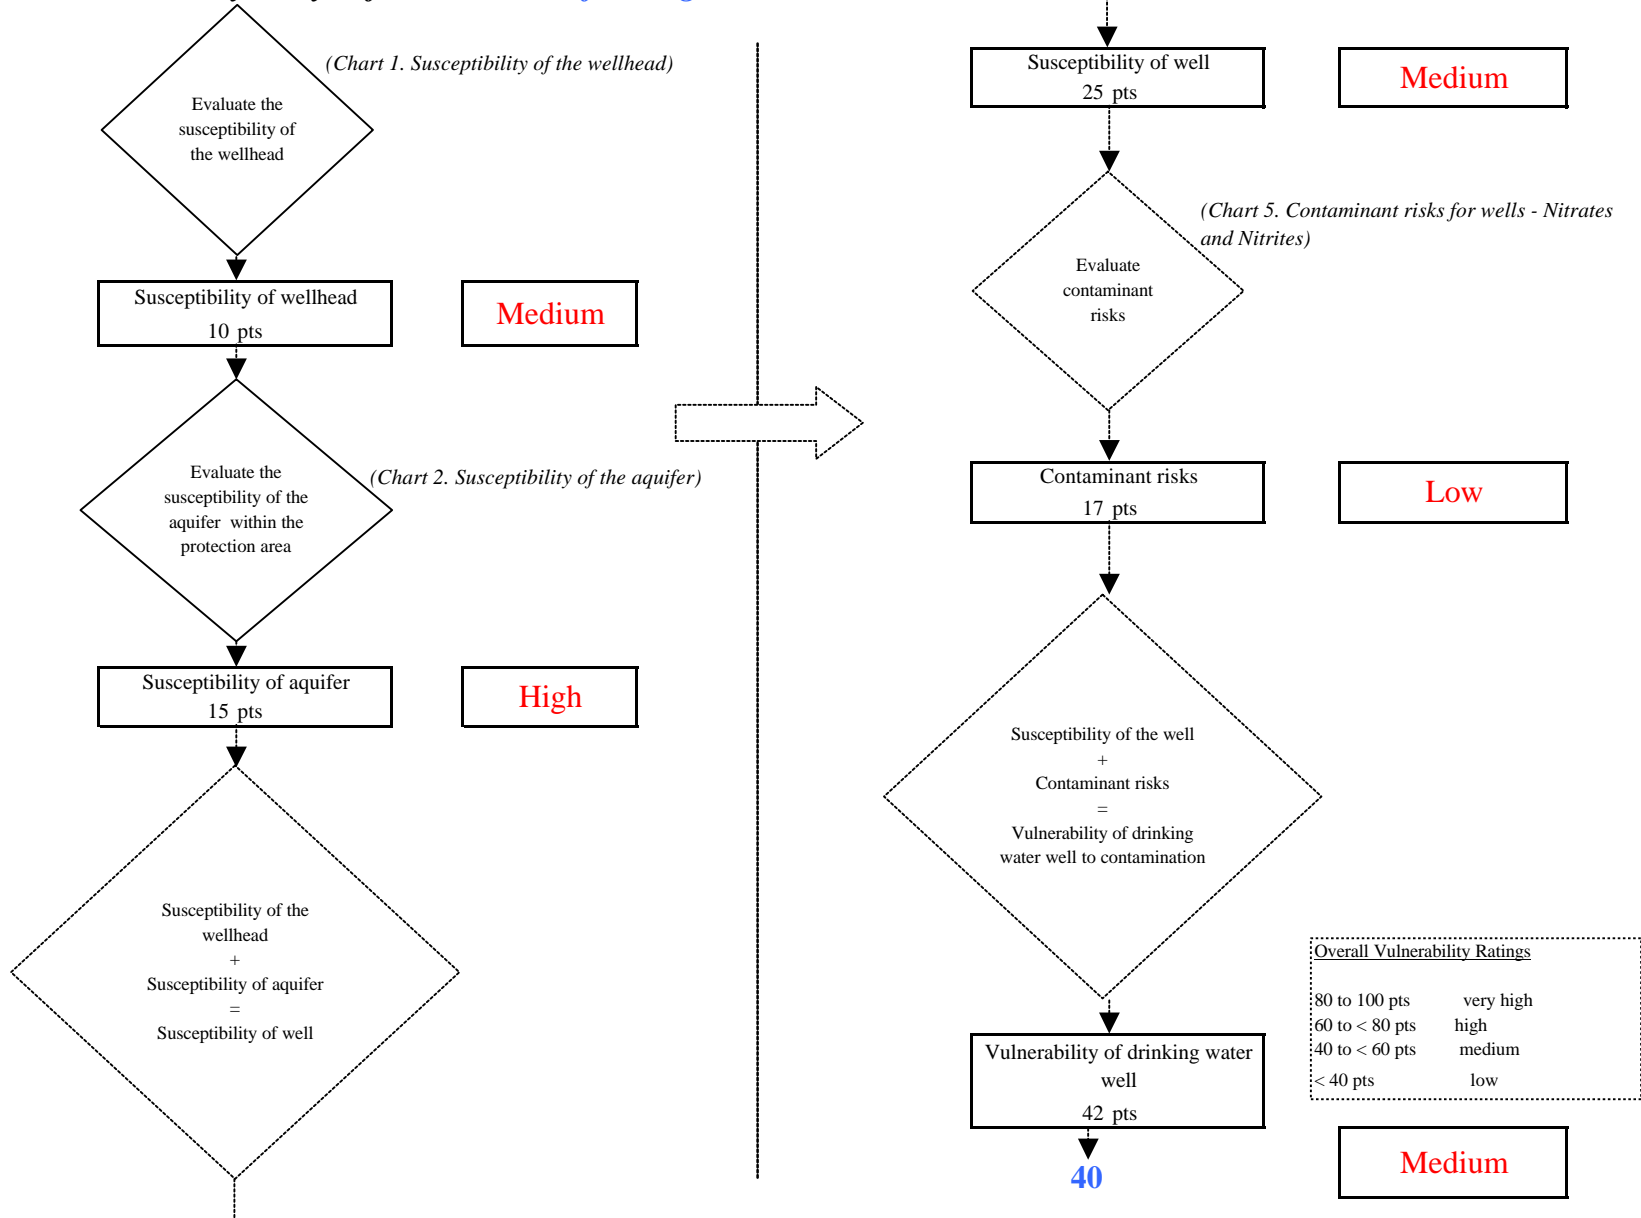 (Chart 1. Susceptibility of the wellhead)
Evaluate the
susceptibility of
the wellhead
Susceptibility of wellhead
10 pts
Medium
(Chart 2. Susceptibility of the aquifer)
Evaluate the
susceptibility of the
aquifer within the
protection area
Susceptibility of aquifer
15 pts
High
Susceptibility of the
wellhead
+
Susceptibility of aquifer
=
Susceptibility of well
Susceptibility of well
25 pts
Medium
(Chart 5. Contaminant risks for wells - Nitrates
and Nitrites)
Evaluate
contaminant
risks
Contaminant risks
17 pts
Low
Susceptibility of the well
+
Contaminant risks
=
Vulnerability of drinking
water well to contamination
Overall Vulnerability Ratings
80 to 100 pts very high
60 to < 80 pts high
40 to < 60 pts medium
< 40 pts low
Vulnerability of drinking water
well
42 pts
40
Medium